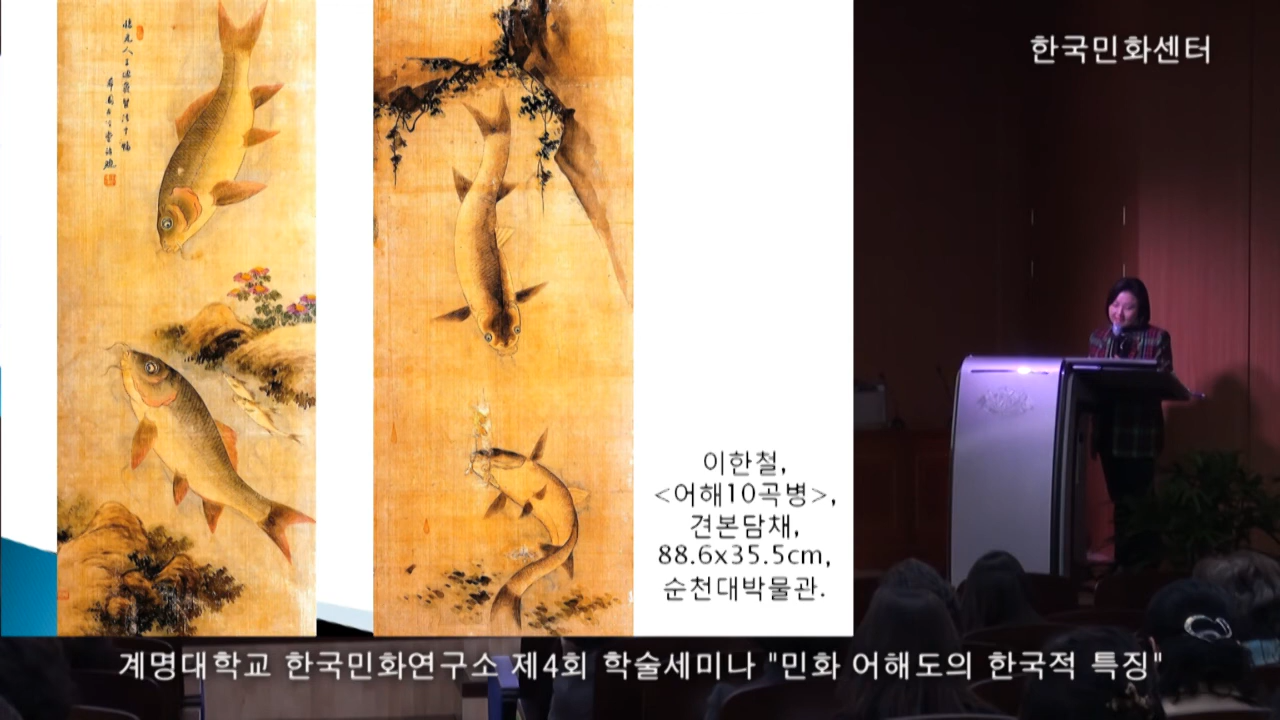 한국민화센터
이한철,
<어해10곡병>,
견본담채,
88.6x35.5cm,
순천대박물관.
계명대학교 한국민화연구소 제4회 학술세미나 "민화 어해도의 한국적 특징"